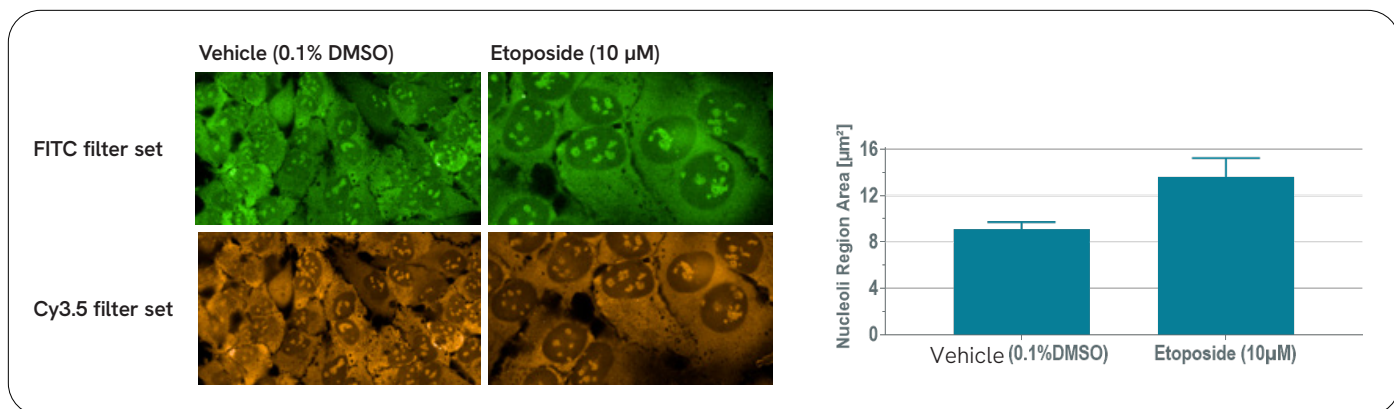 Vehicle (0.1% DMSO) Etoposide (10 µM)
FITC filter set
Cy3.5 filter set
Nucleoli Region Area [µm²]
16
12
8
4
0
Vehicle (0.1%DMSO) Etoposide (10µM)